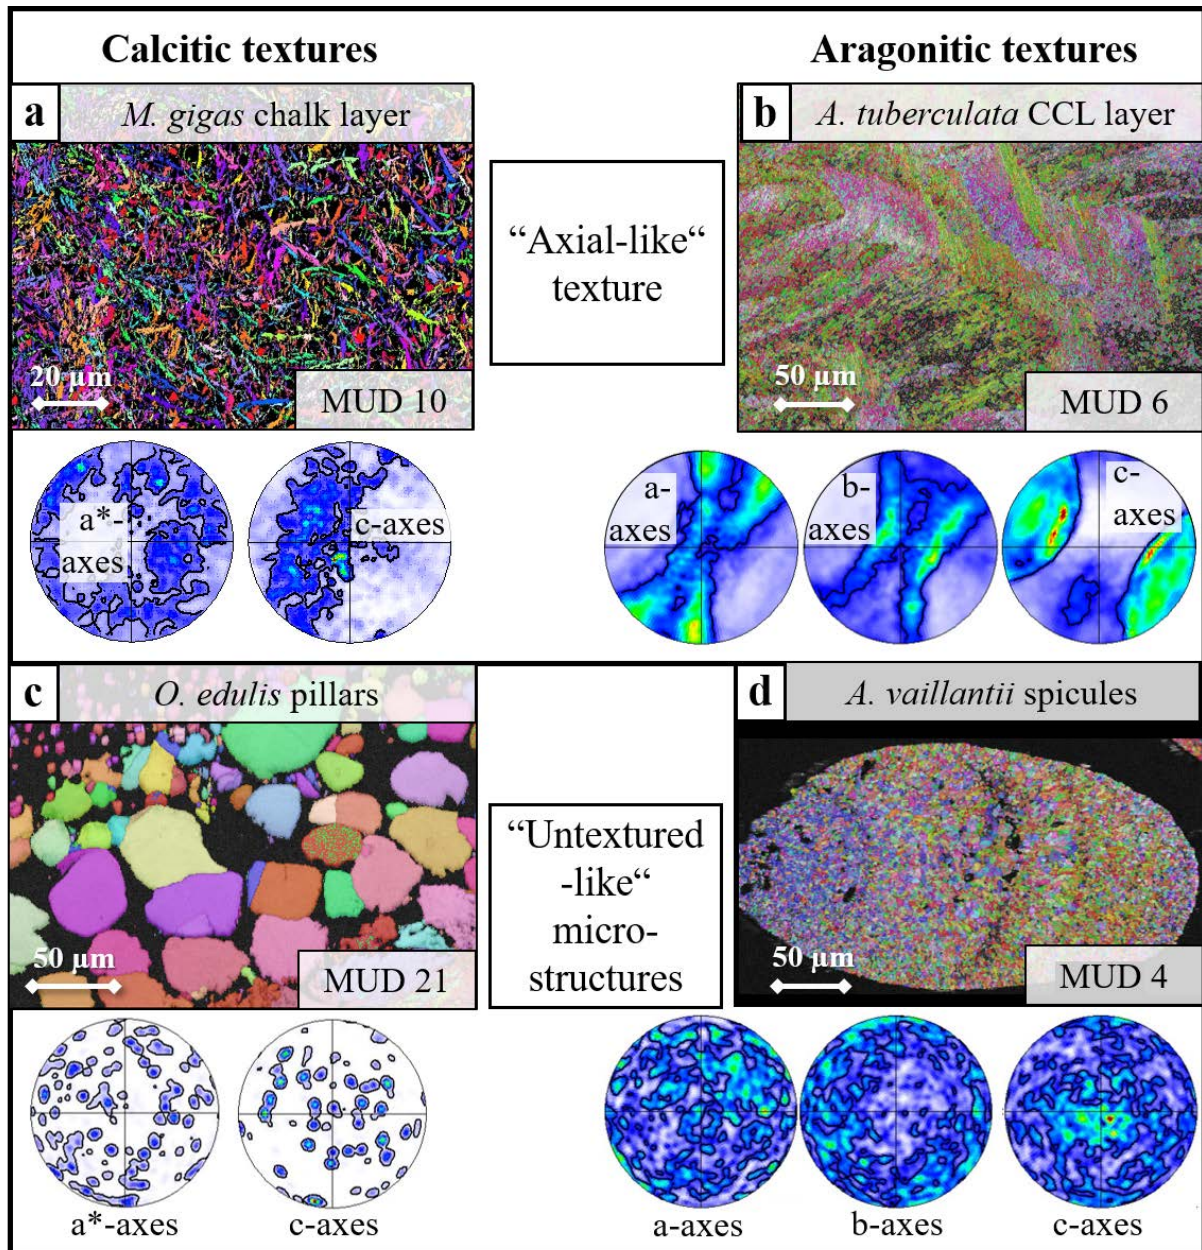 Calcitic textures
Aragonitic textures
a
M. gigas chalk layer
20 µm
MUD 10
a*-
axes
c-axes
“Axial-like“
texture
b
A. tuberculata CCL layer
50 µm
MUD 6
a-
axes
b-
axes
c-
axes
c
O. edulis pillars
50 µm
MUD 21
a*-axes
c-axes
“Untextured
-like“
micro-
structures
d
A. vaillantii spicules
50 µm
MUD 4
a-axes
b-axes
c-axes